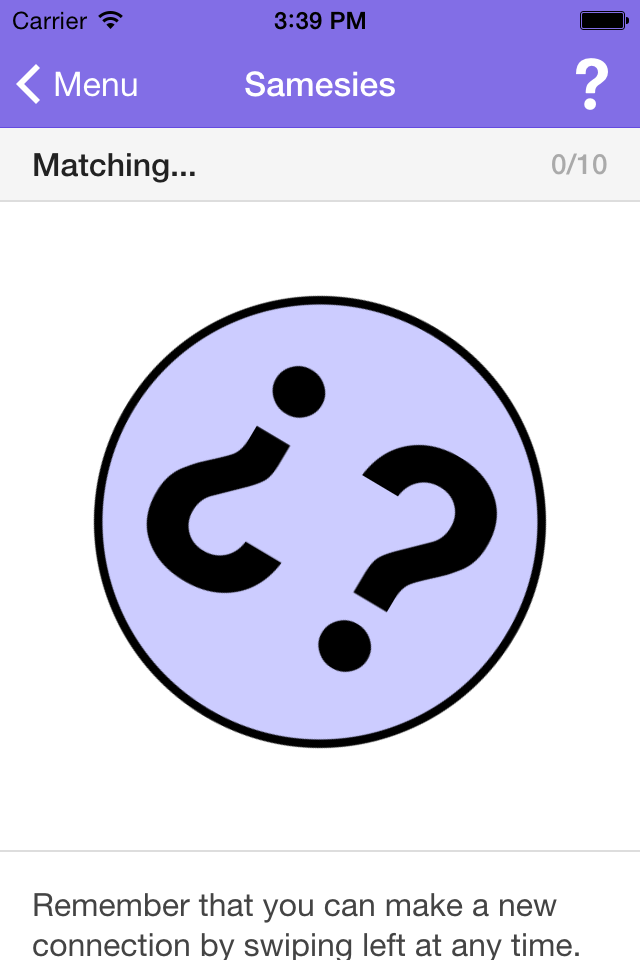 Carrier 3:39 PM
Menu Samesies ?
Matching... 0/10
¿?
Remember that you can make a new
connection by swiping left at any time.